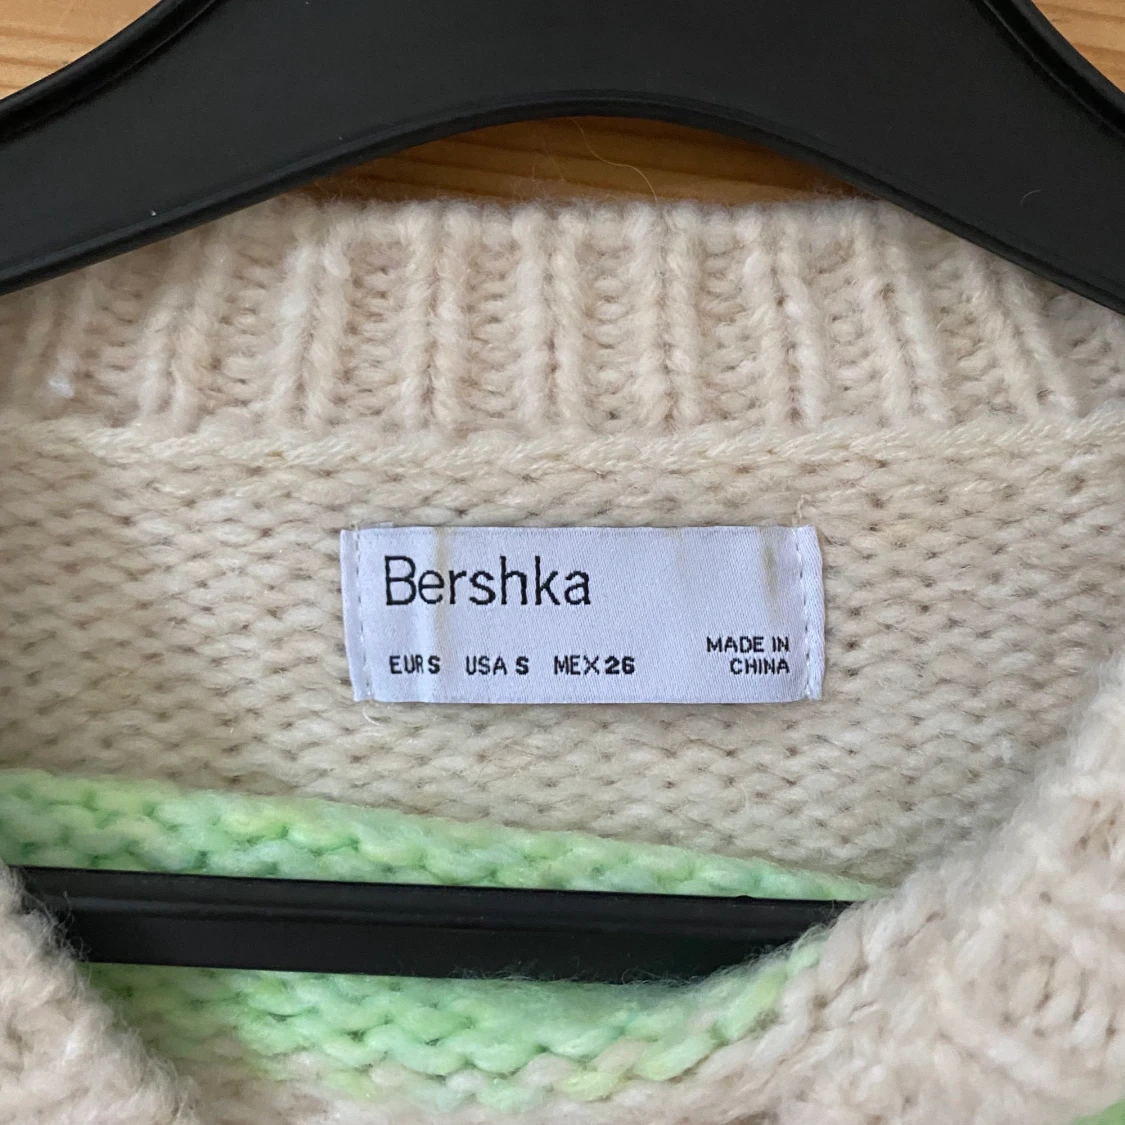 Bershka
EUR S USA S MEX 26
MADE IN
CHINA